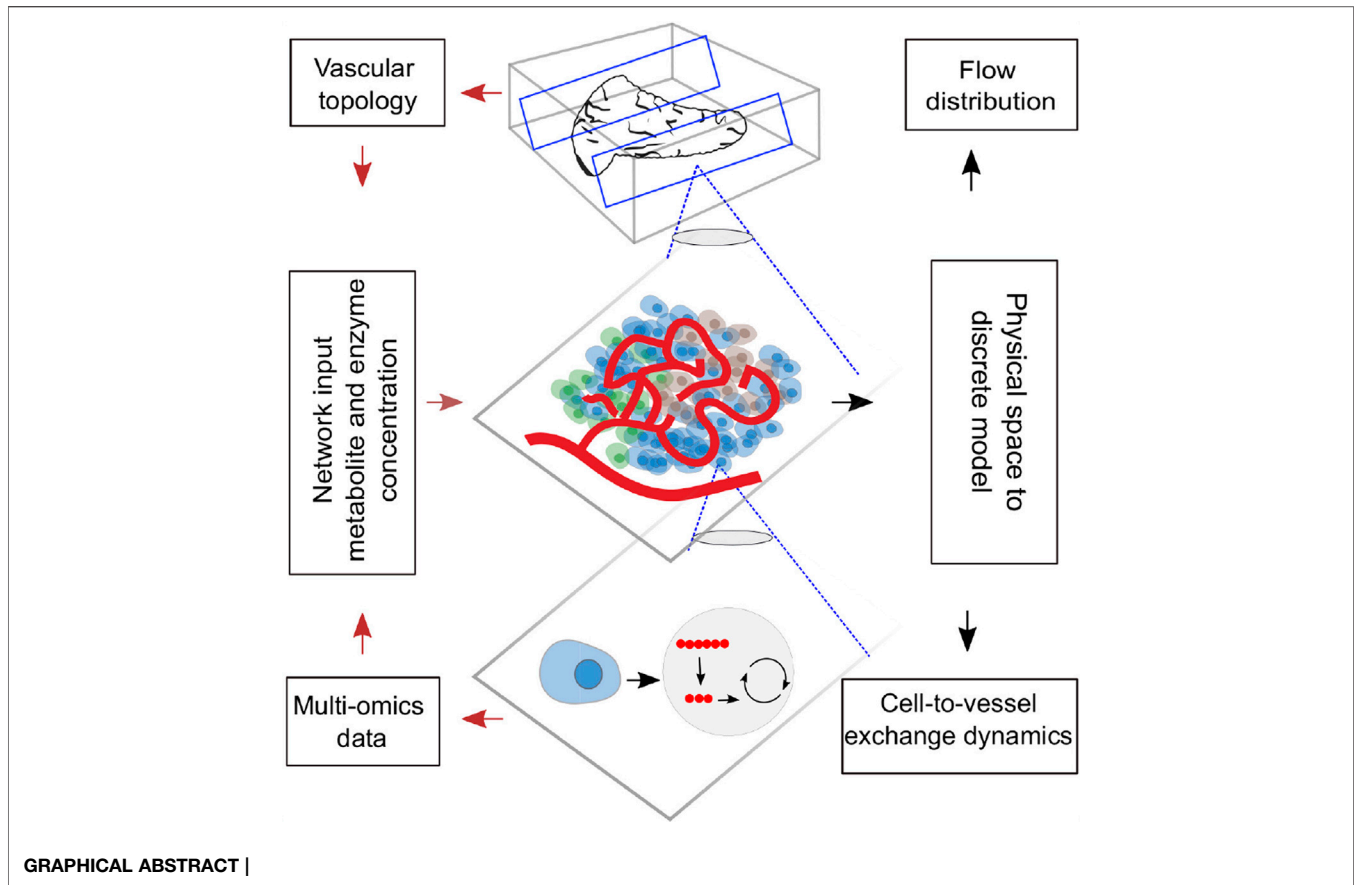 Vascular
topology
Flow
distribution
Network input
metabolite and enzyme
concentration
Physical space to
discrete model
Multi-omics
data
Cell-to-vessel
exchange dynamics
GRAPHICAL ABSTRACT |